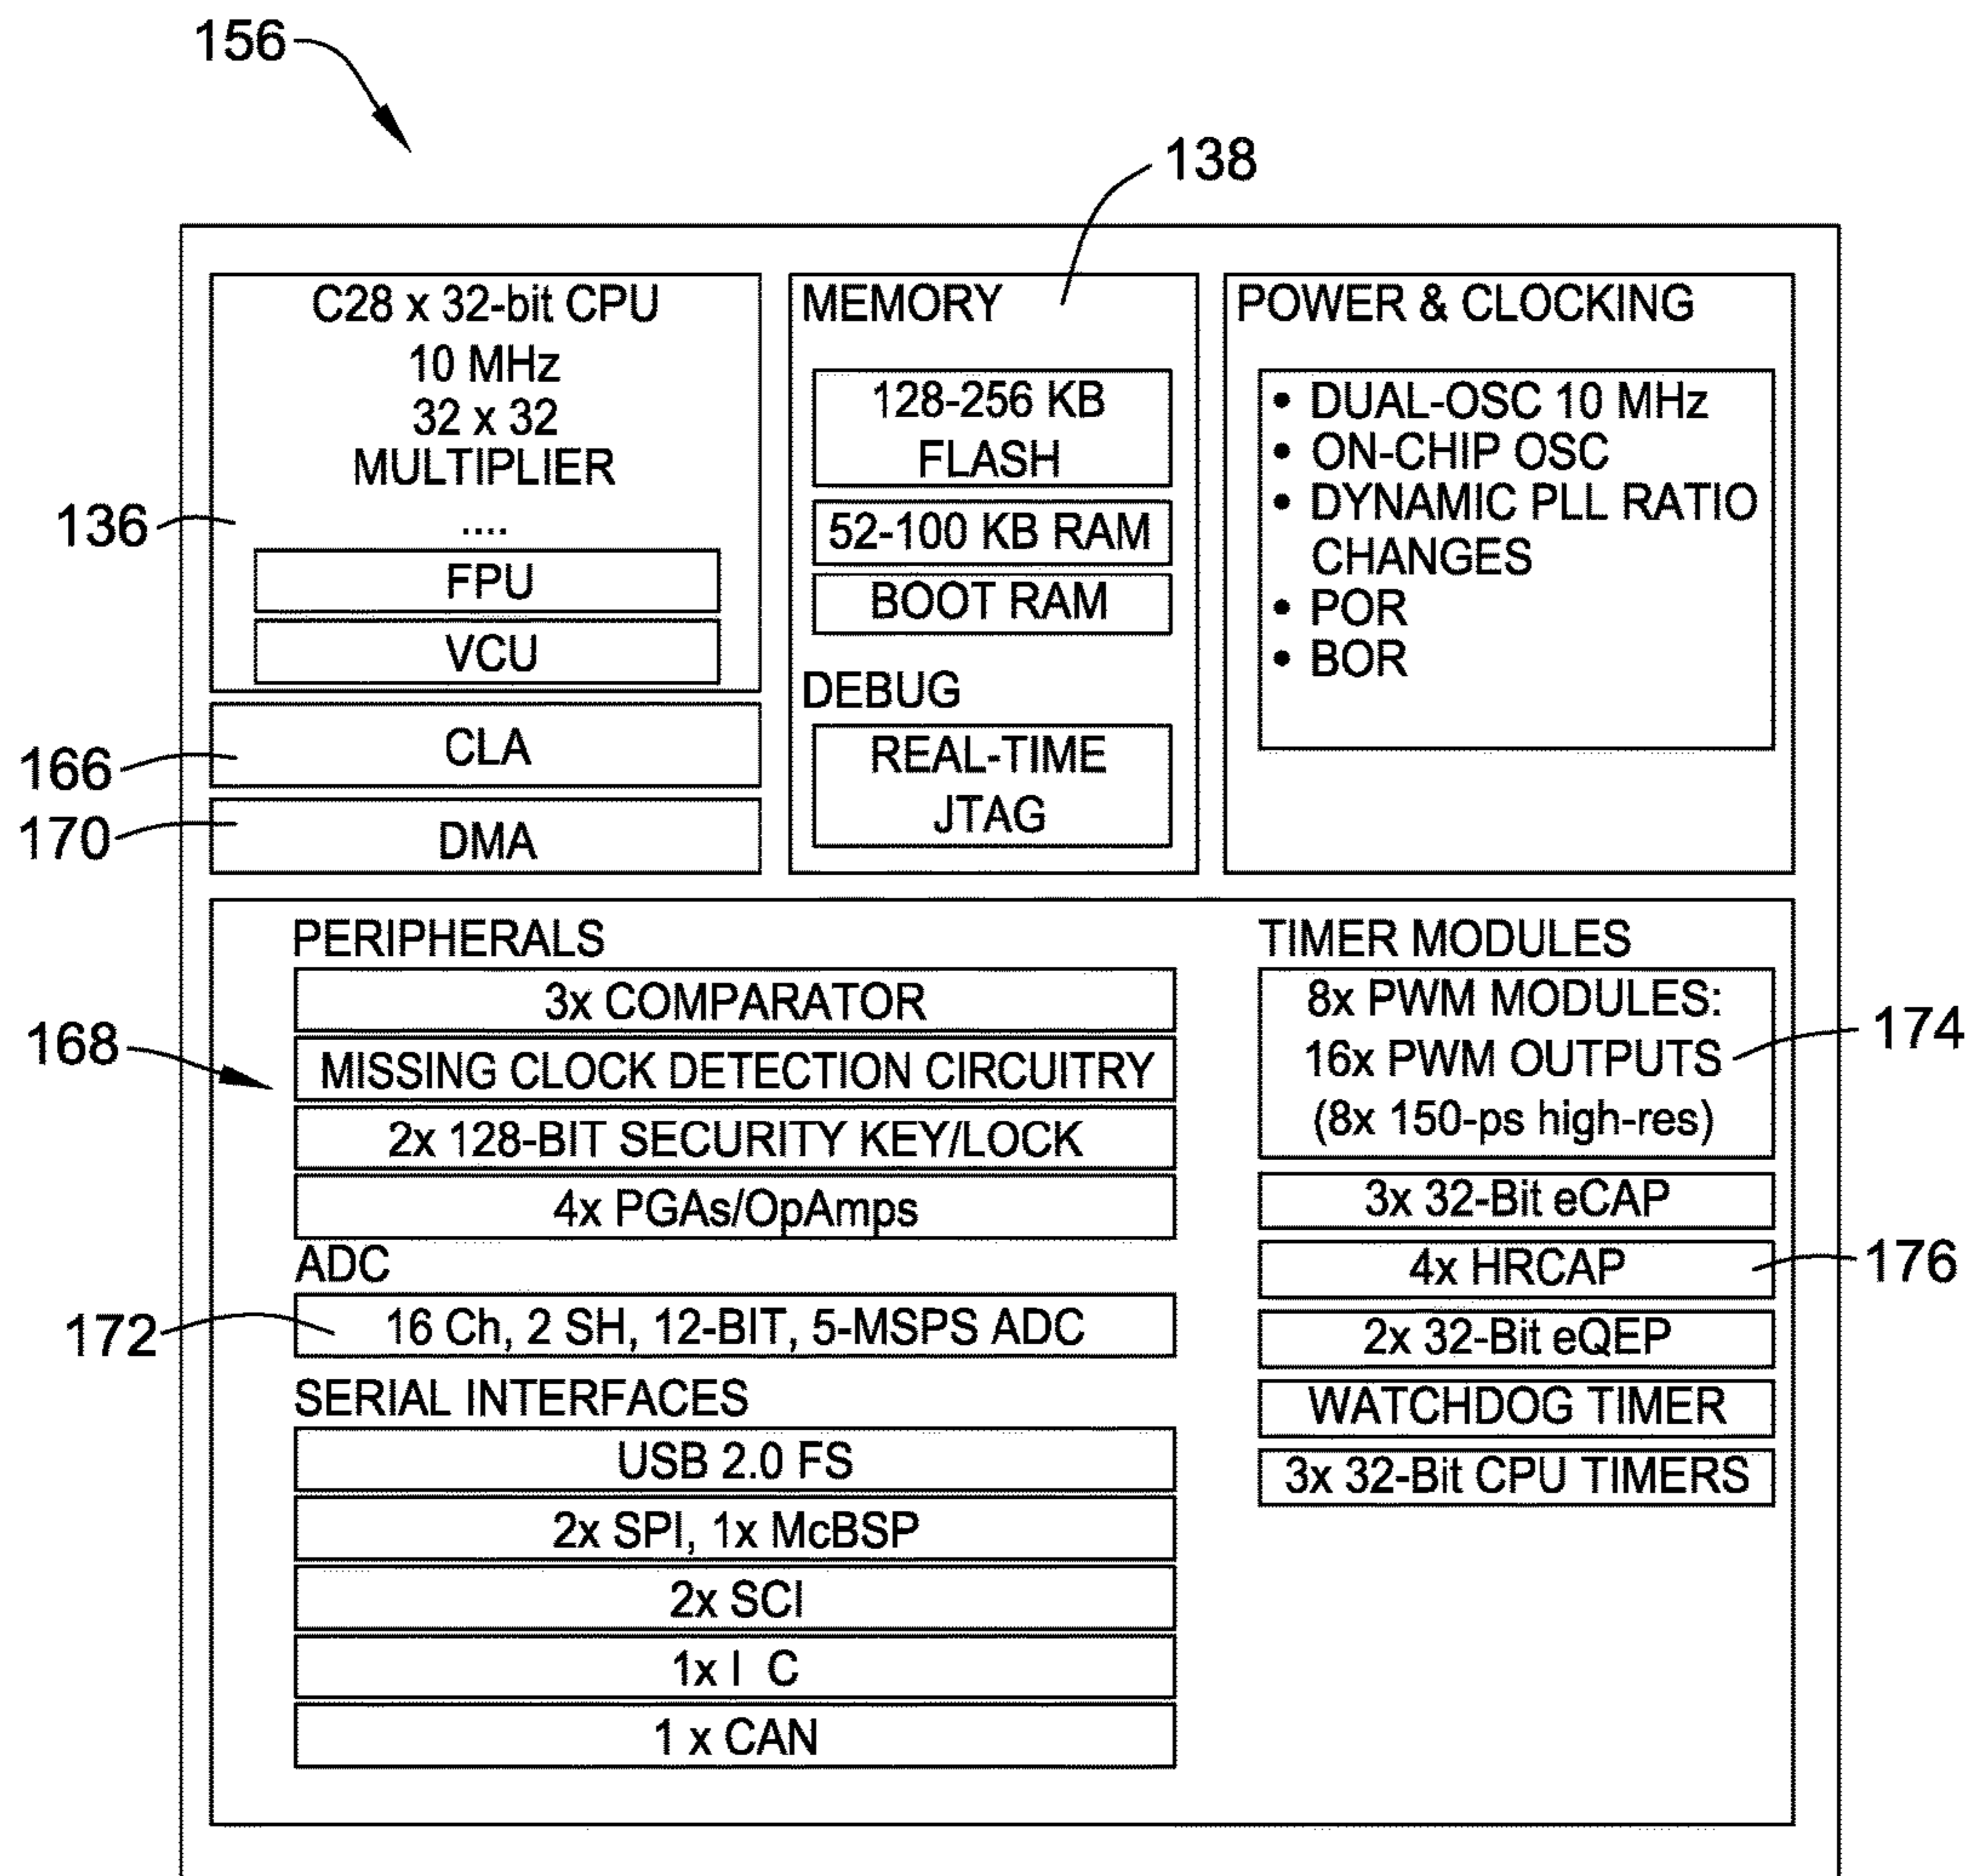 156
138
C28 x 32-bit CPU
10 MHz
32 x 32
MULTIPLIER
....
136
FPU
VCU
166
CLA
170
DMA
MEMORY
128-256 KB
FLASH
52-100 KB RAM
BOOT RAM
DEBUG
REAL-TIME
JTAG
POWER & CLOCKING
• DUAL-OSC 10 MHz
• ON-CHIP OSC
• DYNAMIC PLL RATIO
CHANGES
• POR
• BOR
PERIPHERALS
3x COMPARATOR
168
MISSING CLOCK DETECTION CIRCUITRY
2x 128-BIT SECURITY KEY/LOCK
4x PGAs/OpAmps
ADC
172
16 Ch, 2 SH, 12-BIT, 5-MSPS ADC
SERIAL INTERFACES
USB 2.0 FS
2x SPI, 1x McBSP
2x SCI
1x I C
1 x CAN
TIMER MODULES
8x PWM MODULES:
16x PWM OUTPUTS
174
(8x 150-ps high-res)
3x 32-Bit eCAP
4x HRCAP
176
2x 32-Bit eQEP
WATCHDOG TIMER
3x 32-Bit CPU TIMERS